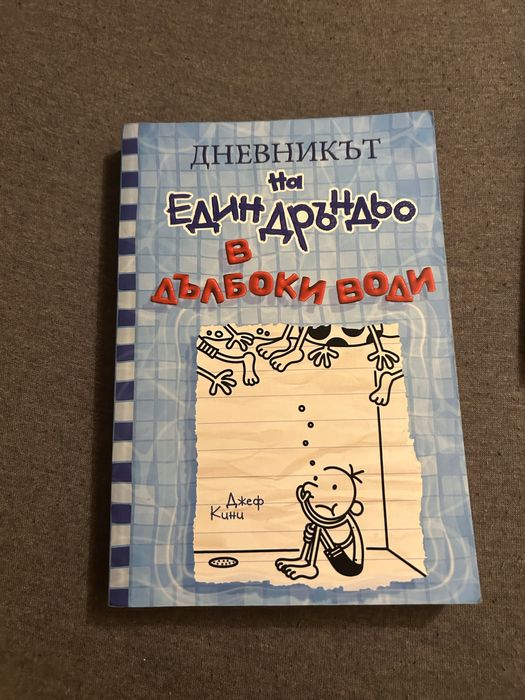 ДНЕВНИКЪТ
на
Един Дръндьо
В
ДЪЛБОКИ ВОДИ
Джеф
Кини